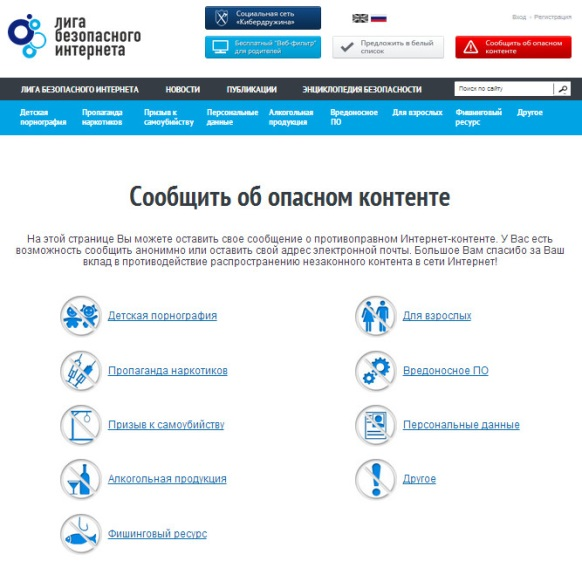 лига
безопасного
интернета
Социальная сеть
«Кибердружина»
Вход - Регистрация
Бесплатный "Веб-фильтр"
для родителей
Предложить в белый
список
Сообщить об опасном
контенте
ЛИГА БЕЗОПАСНОГО ИНТЕРНЕТА НОВОСТИ ПУБЛИКАЦИИ ЭНЦИКЛОПЕДИЯ БЕЗОПАСНОСТИ Поиск по сайту
Детская
порнография
Пропаганда
наркотиков
Призыв к
самоубийству
Персональные
данные
Алкогольная
продукция
Вредоносное
ПО
Для взрослых
Фишинговый
ресурс
Другое
Сообщить об опасном контенте
На этой странице Вы можете оставить свое сообщение о противоправном Интернет-контенте. У Вас есть
возможность сообщить анонимно или оставить свой адрес электронной почты. Большое Вам спасибо за Ваш
вклад в противодействие распространению незаконного контента в сети Интернет!
Детская порнография
Для взрослых
Пропаганда наркотиков
Вредоносное ПО
Призыв к самоубийству
Персональные данные
Алкогольная продукция
Другое
Фишинговый ресурс